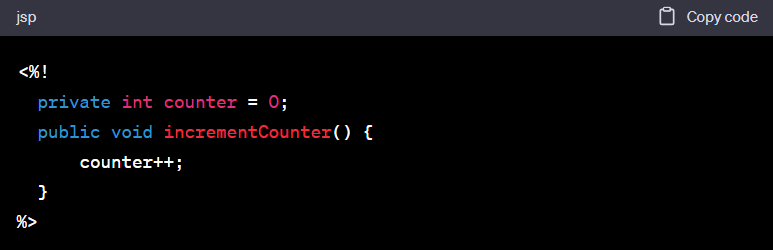 jsp
Copy code
<%!
private int counter = 0;
public void incrementCounter() {
counter++;
}
%>